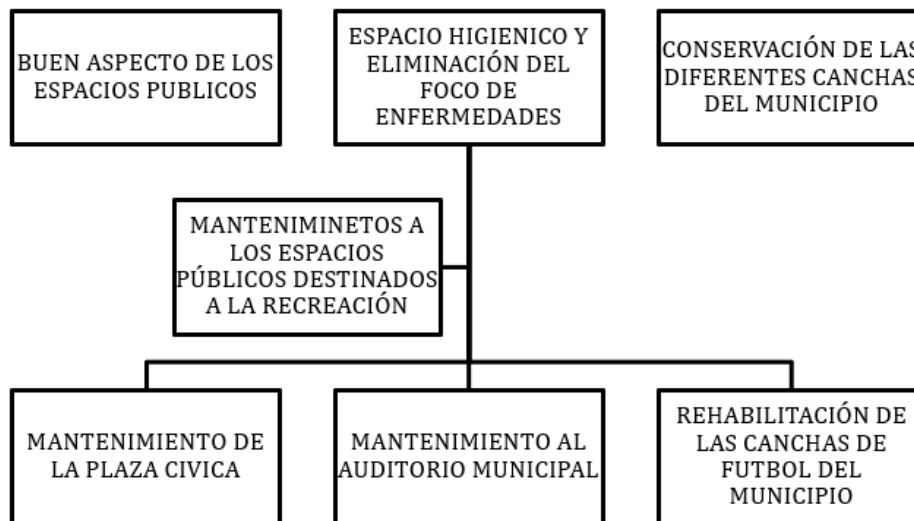 BUEN ASPECTO DE LOS
ESPACIOS PUBLICOS
ESPACIO HIGIENICO Y
ELIMINACIÓN DEL
FOCO DE
ENFERMEDADES
CONSERVACIÓN DE LAS
DIFERENTES CANCHAS
DEL MUNICIPIO
MANTENIMINETOS A
LOS ESPACIOS
PÚBLICOS DESTINADOS
A LA RECREACIÓN
MANTENIMIENTO DE
LA PLAZA CIVICA
MANTENIMIENTO AL
AUDITORIO MUNICIPAL
REHABILITACIÓN DE
LAS CANCHAS DE
FUTBOL DEL
MUNICIPIO